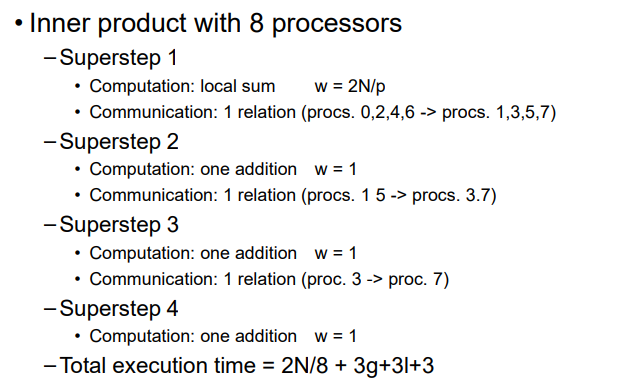 • Inner product with 8 processors
– Superstep 1
• Computation: local sum w = 2N/p
• Communication: 1 relation (procs. 0,2,4,6 -> procs. 1,3,5,7)
– Superstep 2
• Computation: one addition w = 1
• Communication: 1 relation (procs. 1 5 -> procs. 3.7)
– Superstep 3
• Computation: one addition w = 1
• Communication: 1 relation (proc. 3 -> proc. 7)
– Superstep 4
• Computation: one addition w = 1
– Total execution time = 2N/8 + 3g+3l+3